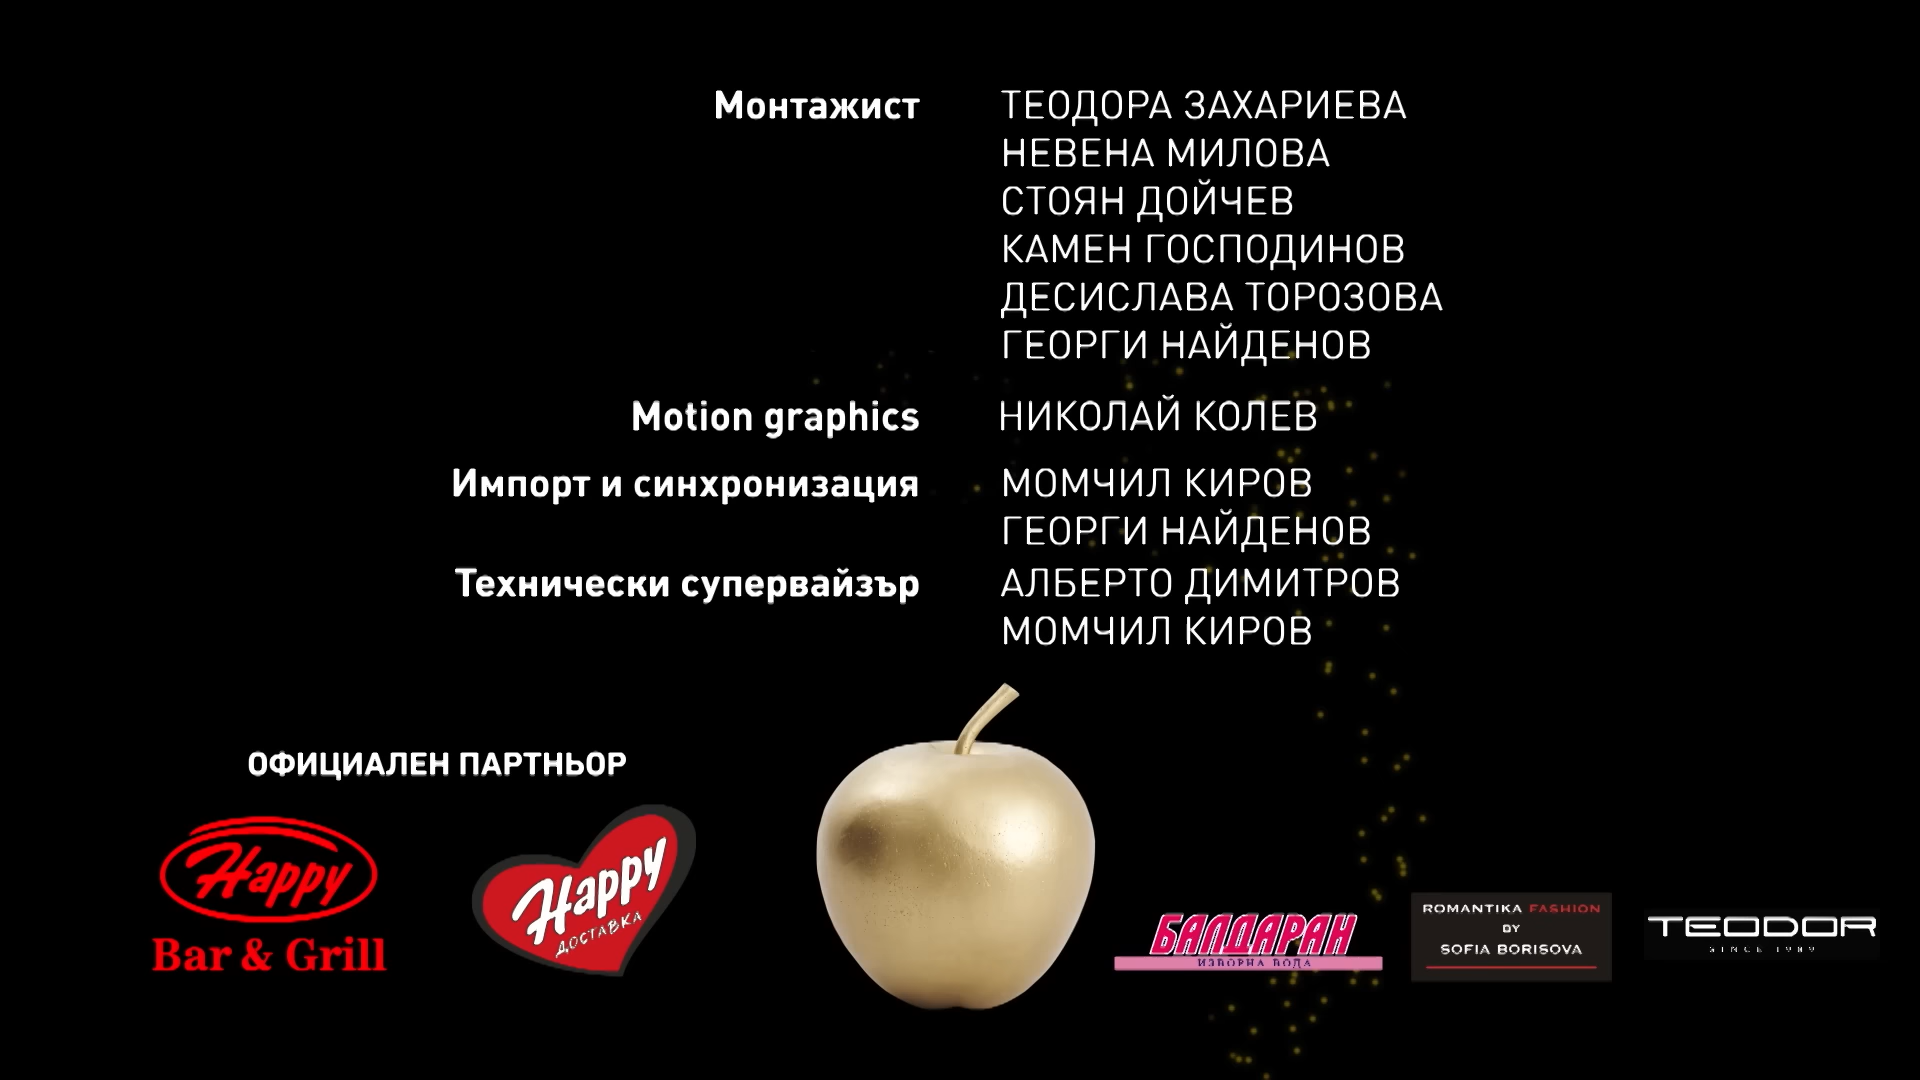 Монтажист ТЕОДОРА ЗАХАРИЕВА
НЕВЕНА МИЛОВА
СТОЯН ДОЙЧЕВ
КАМЕН ГОСПОДИНОВ
ДЕСИСЛАВА ТОРОЗОВА
ГЕОРГИ НАЙДЕНОВ
Motion graphics НИКОЛАЙ КОЛЕВ
Импорт и синхронизация МОМЧИЛ КИРОВ
ГЕОРГИ НАЙДЕНОВ
Технически супервайзър АЛБЕРТО ДИМИТРОВ
МОМЧИЛ КИРОВ
ОФИЦИАЛЕН ПАРТНЬОР
Happy
Bar & Grill
Happy
ДОСТАВКА
БАЛДАРАН
ИЗВОРНА ВОДА
ROMANTIKA FASHION
BY
SOFIA BORISOVA
TEODOR
SINCE 1989